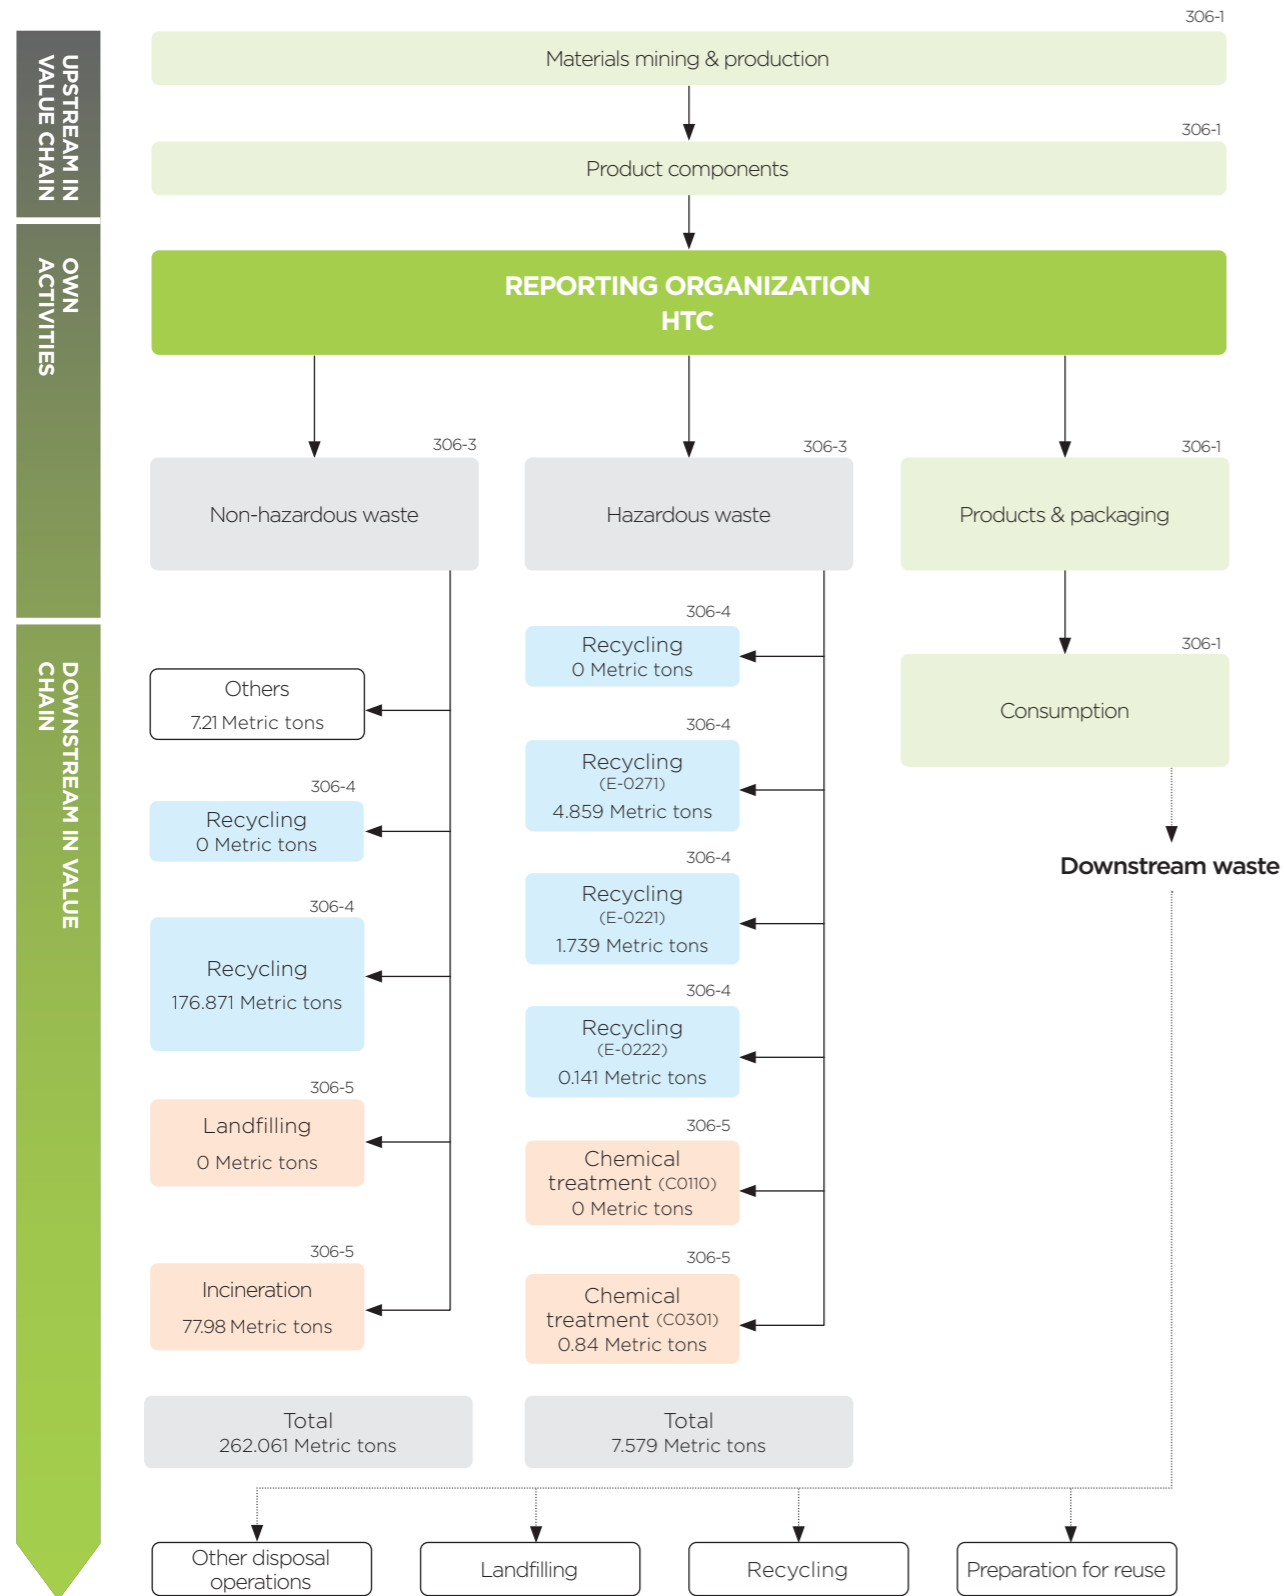 306-1
UPSTREAM IN
VALUE CHAIN
Materials mining & production
306-1
Product components
OWN
ACTIVITIES
REPORTING ORGANIZATION
HTC
306-3
Non-hazardous waste
306-3
Hazardous waste
306-1
Products & packaging
DOWNSTREAM IN VALUE
CHAIN
Others
7.21 Metric tons
306-4
Recycling
0 Metric tons
306-4
Recycling
176.871 Metric tons
306-5
Landfilling
0 Metric tons
306-5
Incineration
77.98 Metric tons
Total
262.061 Metric tons
306-4
Recycling
0 Metric tons
306-4
Recycling
(E-0271)
4.859 Metric tons
306-4
Recycling
(E-0221)
1.739 Metric tons
306-4
Recycling
(E-0222)
0.141 Metric tons
306-5
Chemical
treatment (C0110)
0 Metric tons
306-5
Chemical
treatment (C0301)
0.84 Metric tons
Total
7.579 Metric tons
306-1
Consumption
Downstream waste
Other disposal
operations
Landfilling
Recycling
Preparation for reuse